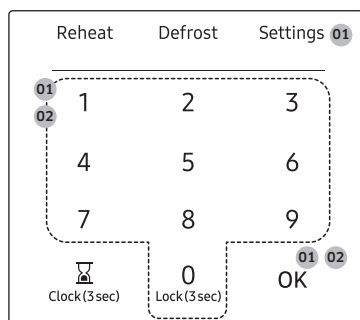 Reheat Defrost Settings 01
01
1 2 3
02
4 5 6
7 8 9
01 02
0 OK
Clock(3 sec) Lock(3 sec)